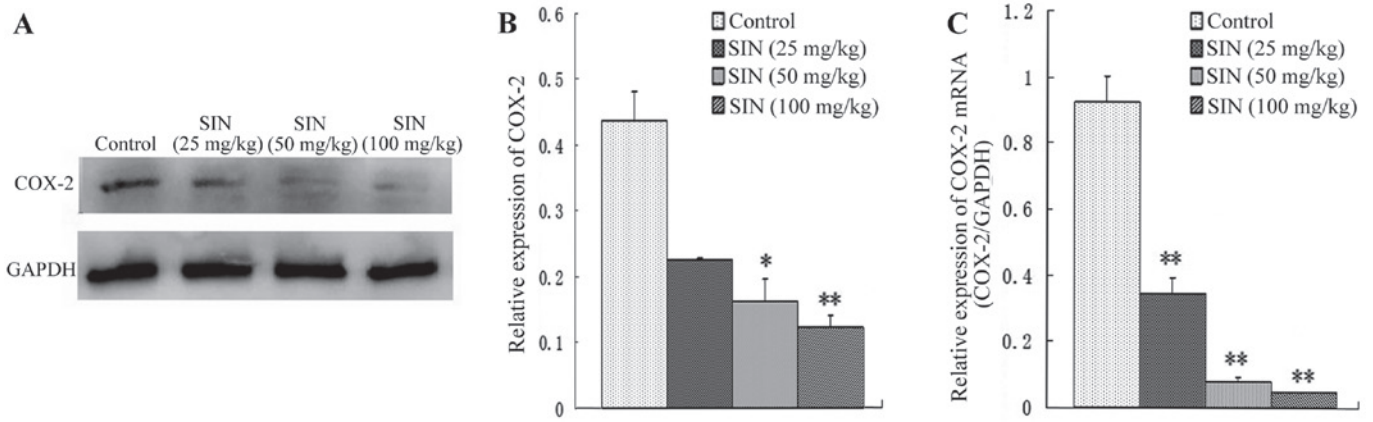 A
Control
SIN
(25 mg/kg)
SIN
(50 mg/kg)
SIN
(100 mg/kg)
COX-2
GAPDH
B
Relative expression of COX-2
0.6
0.5
0.4
0.3
0.2
0.1
0
Control
SIN (25 mg/kg)
SIN (50 mg/kg)
SIN (100 mg/kg)
*
**
C
Relative expression of COX-2 mRNA
(COX-2/GAPDH)
1.2
1
0.8
0.6
0.4
0.2
0
Control
SIN (25 mg/kg)
SIN (50 mg/kg)
SIN (100 mg/kg)
**
**
**